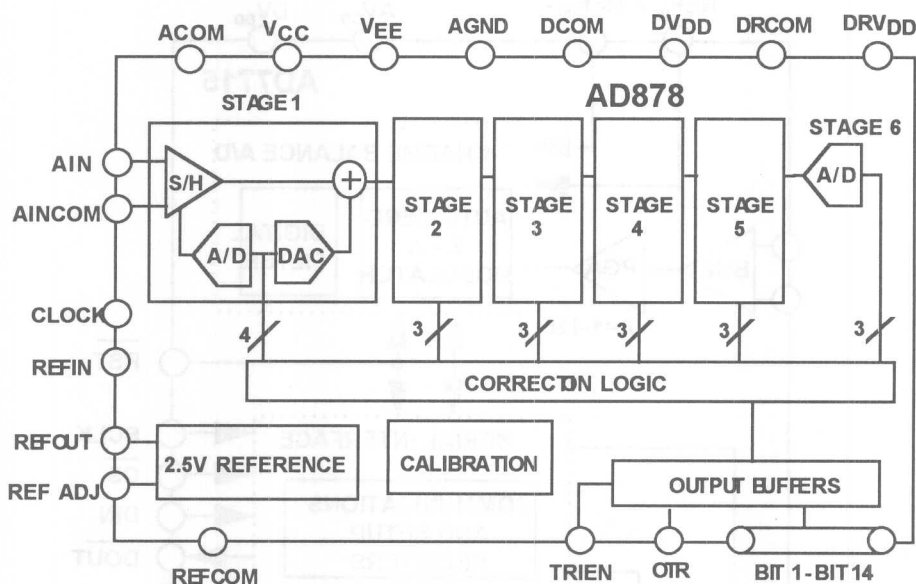 ACOM
VCC
VEE
AGND
DCOM
DVDD
DRCOM
DRVDD
STAGE 1
AD878
STAGE 6
AIN
S/H
A/D
AINCOM
STAGE 2
STAGE 3
STAGE 4
STAGE 5
A/D
DAC
CLOCK
4
3
3
3
3
3
REFIN
CORRECTON LOGIC
REFOUT
2.5V REFERENCE
CALIBRATION
REF ADJ
OUTPUT BUFFERS
REFCOM
TRIEN
OTR
BIT 1 - BIT 14